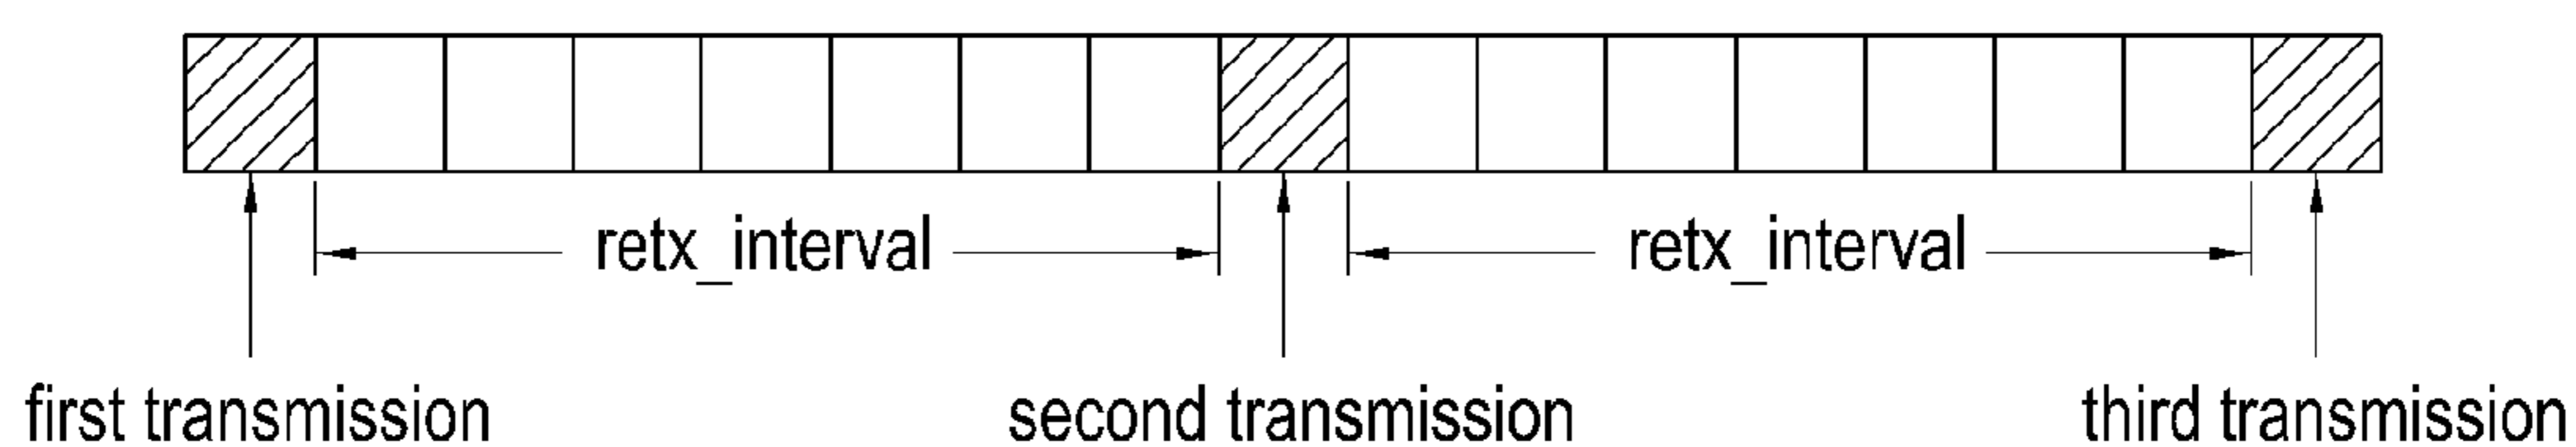 retx_interval retx_interval
first transmission second transmission third transmission